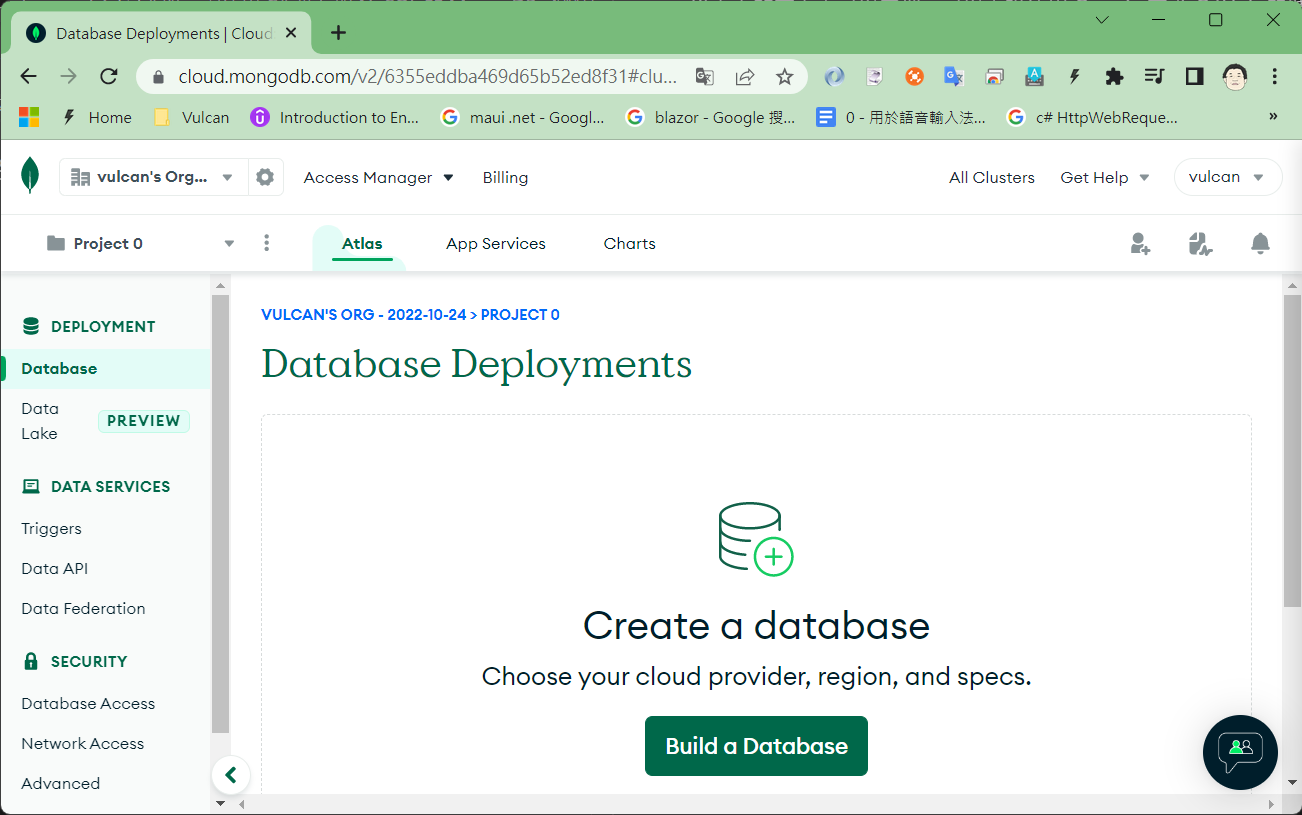 Database Deployments | Cloud
cloud.mongodb.com/v2/6355eddba469d65b52ed8f31#clu...
Home
Vulcan
Introduction to En...
maui .net - Googl...
blazor - Google 搜...
0 - 用於語音輸入法...
c# HttpWebReque...
»
vulcan's Org...
Access Manager
Billing
All Clusters
Get Help
vulcan
Project 0
Atlas
App Services
Charts
DEPLOYMENT
Database
Data
Lake
PREVIEW
DATA SERVICES
Triggers
Data API
Data Federation
SECURITY
Database Access
Network Access
Advanced
VULCAN'S ORG - 2022-10-24 > PROJECT 0
Database Deployments
Create a database
Choose your cloud provider, region, and specs.
Build a Database